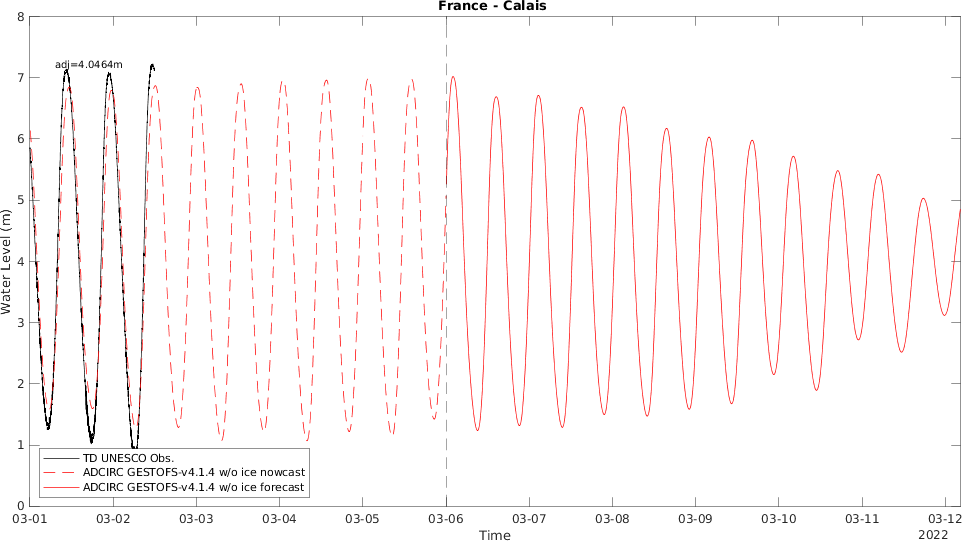 France - Calais
8
7
6
5
4
3
2
1
0
Water Level (m)
adj=4.0464m
TD UNESCO Obs.
ADCIRC GESTOFS-v4.1.4 w/o ice nowcast
ADCIRC GESTOFS-v4.1.4 w/o ice forecast
03-01 03-02 03-03 03-04 03-05 03-06 03-07 03-08 03-09 03-10 03-11 03-12
Time
2022